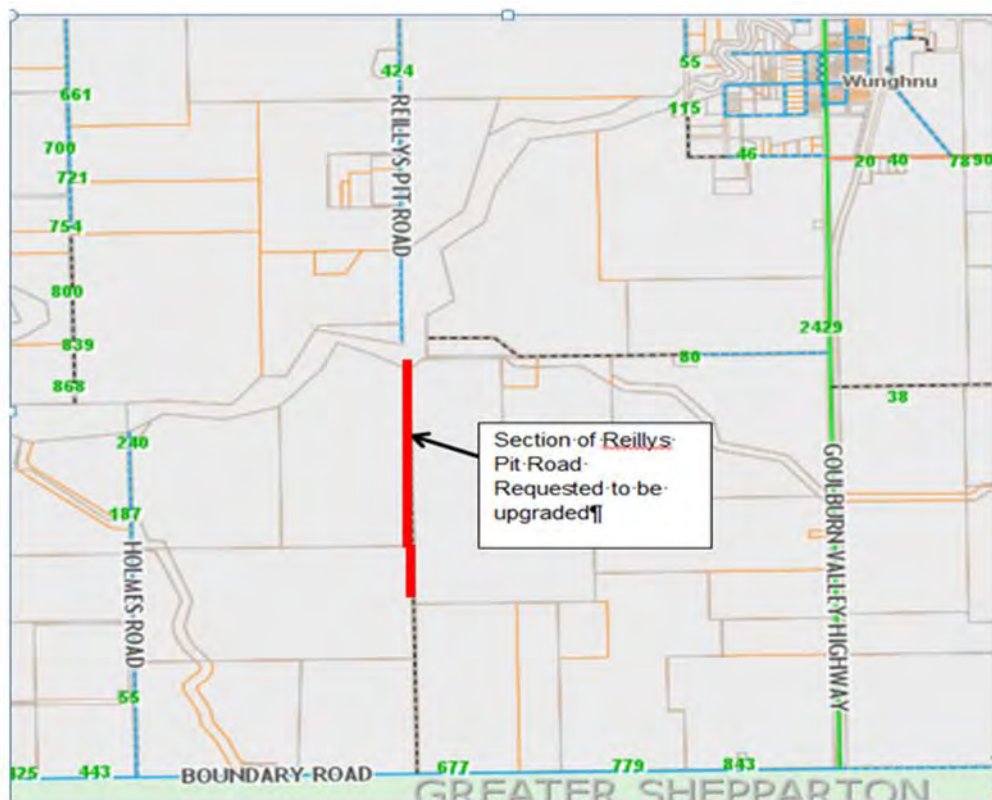 55
424
Wunghnu
661
115
REILLYS PIT ROAD
700
46
20
40
78
90
721
754
800
2429
839
80
868
38
240
Section of Reillys
Pit Road
Requested to be
upgraded¶
187
GOULBURN VALLEY HIGHWAY
HOLMES ROAD
55
425
443
BOUNDARY ROAD
677
779
843
GREATER SHEPPARTON